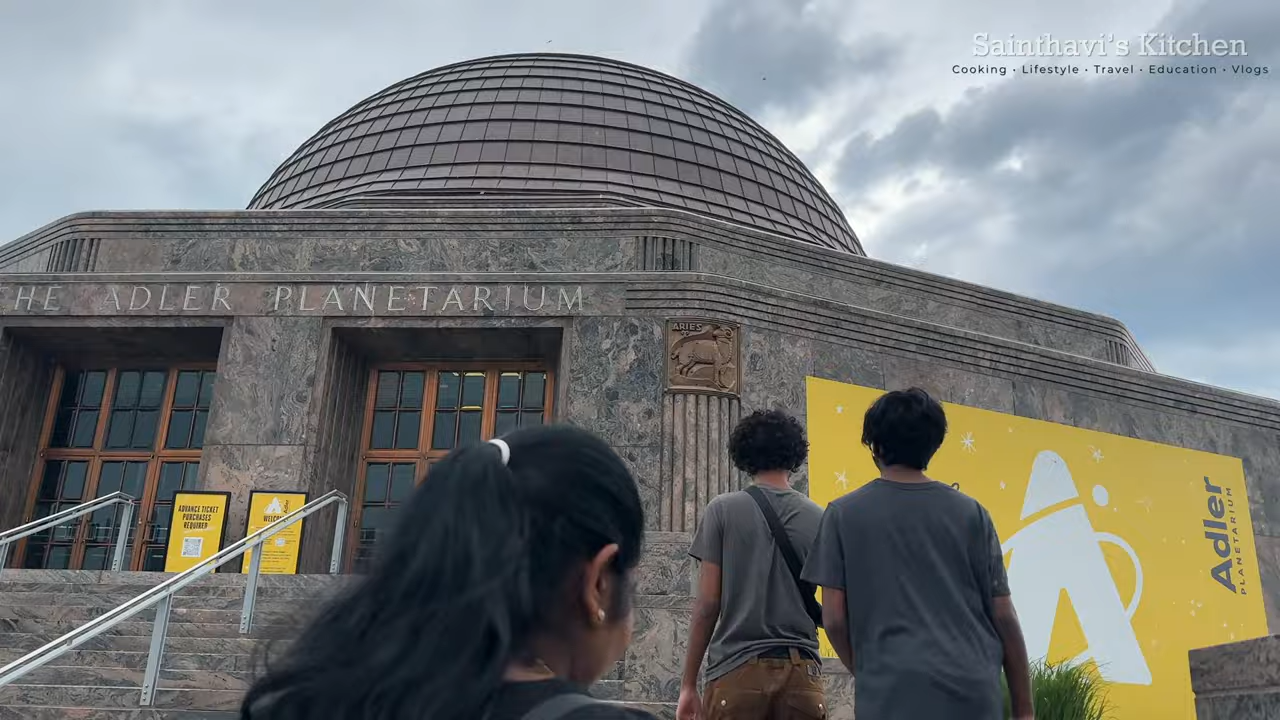 Sainthavi's Kitchen
Cooking · Lifestyle · Travel · Education · Vlogs
HE ADLER PLANETARIUM
ARIES
ADVANCE TICKET
PURCHASES
REQUIRED
Adler
PLANETARIUM